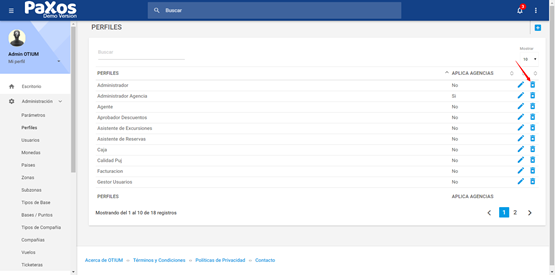 PaXos
Demo Version
Buscar
3
Admin OTIUM
Mi perfil
Escritorio
Administración
Parámetros
Perfiles
Usuarios
Monedas
Países
Zonas
Subzonas
Tipos de Base
Bases / Puntos
Tipos de Compañía
Compañías
Vuelos
Ticketeras
PERFILES
Buscar
Mostrar
10
PERFILES APLICA AGENCIAS
Administrador No
Administrador Agencia Si
Agente No
Aprobador Descuentos No
Asistente de Excursiones No
Asistente de Reservas No
Caja No
Calidad Puj No
Facturacion No
Gestor Usuarios No
PERFILES APLICA AGENCIAS
Mostrando del 1 al 10 de 18 registros
1 2
Acerca de OTIUM – Términos y Condiciones – Políticas de Privacidad – Contacto